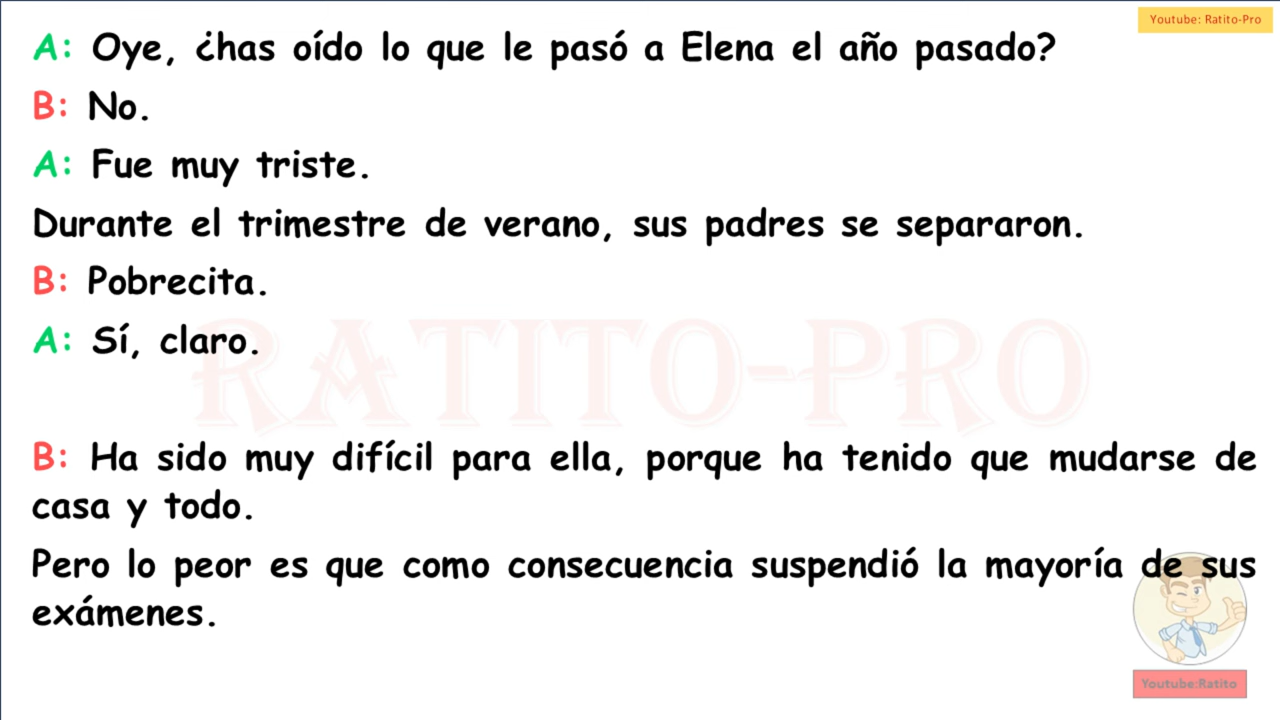 Youtube: Ratito-Pro
A: Oye, ¿has oído lo que le pasó a Elena el año pasado?
B: No.
A: Fue muy triste.
Durante el trimestre de verano, sus padres se separaron.
B: Pobrecita.
A: Sí, claro.
RATITO-PRO
B: Ha sido muy difícil para ella, porque ha tenido que mudarse de
casa y todo.
Pero lo peor es que como consecuencia suspendió la mayoría de sus
exámenes.
Youtube:Ratito